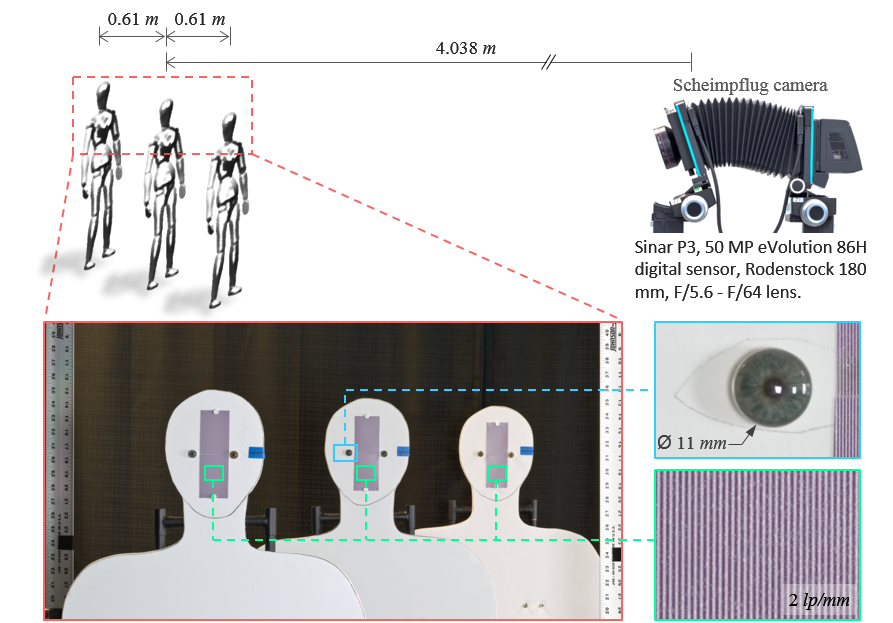 0.61 m 0.61 m
4.038 m
Scheimpflug camera
Sinar P3, 50 MP eVolution 86H
digital sensor, Rodenstock 180
mm, F/5.6 - F/64 lens.
Ø 11 mm
2 lp/mm